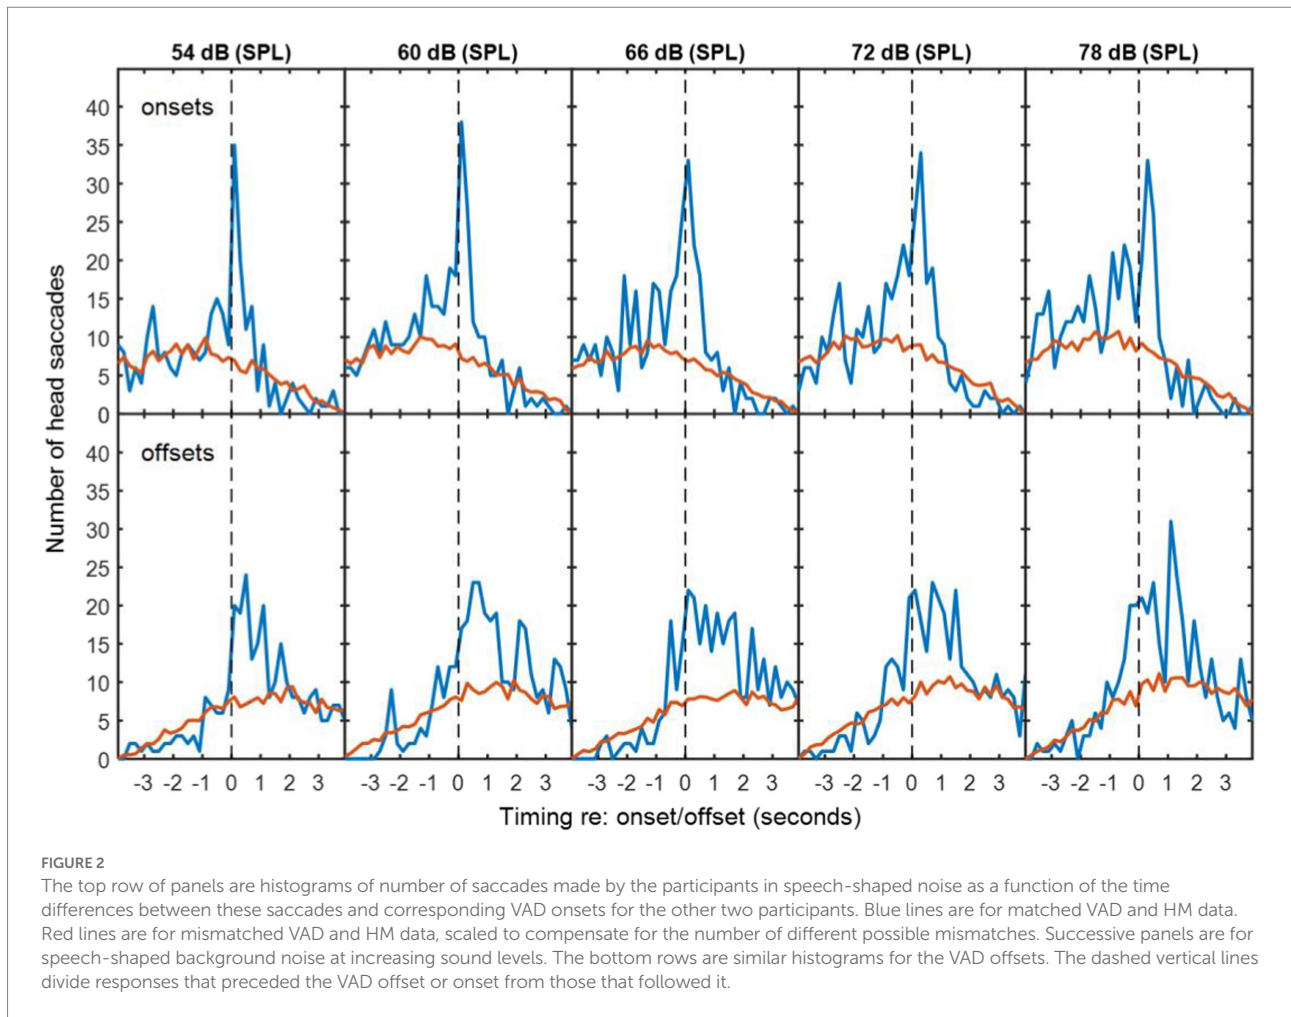 54 dB (SPL) 60 dB (SPL) 66 dB (SPL) 72 dB (SPL) 78 dB (SPL)
onsets
40
35
30
25
20
15
10
5
0
offsets
40
35
30
25
20
15
10
5
0
Number of head saccades
-3 -2 -1 0 1 2 3 -3 -2 -1 0 1 2 3 -3 -2 -1 0 1 2 3 -3 -2 -1 0 1 2 3 -3 -2 -1 0 1 2 3
Timing re: onset/offset (seconds)
FIGURE 2
The top row of panels are histograms of number of saccades made by the participants in speech-shaped noise as a function of the time
differences between these saccades and corresponding VAD onsets for the other two participants. Blue lines are for matched VAD and HM data.
Red lines are for mismatched VAD and HM data, scaled to compensate for the number of different possible mismatches. Successive panels are for
speech-shaped background noise at increasing sound levels. The bottom rows are similar histograms for the VAD offsets. The dashed vertical lines
divide responses that preceded the VAD offset or onset from those that followed it.